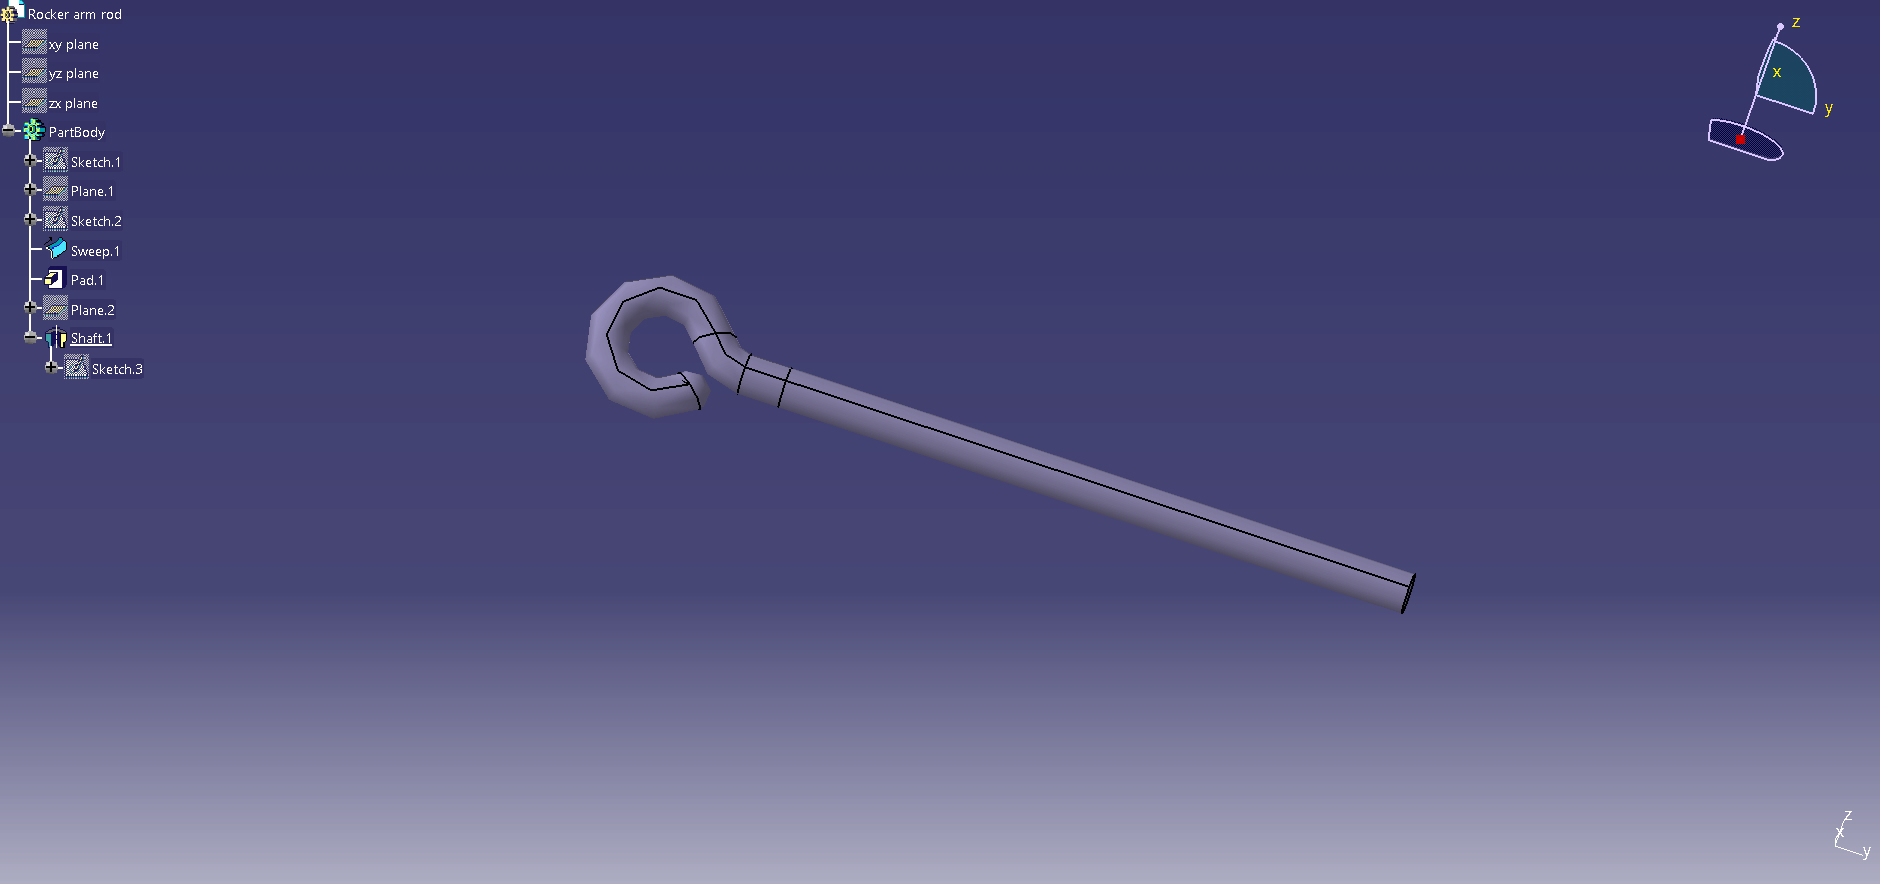 Rocker arm rod
xy plane
yz plane
zx plane
PartBody
Sketch.1
Plane.1
Sketch.2
Sweep.1
Pad.1
Plane.2
Shaft.1
Sketch.3
z
x
y
z
x
y